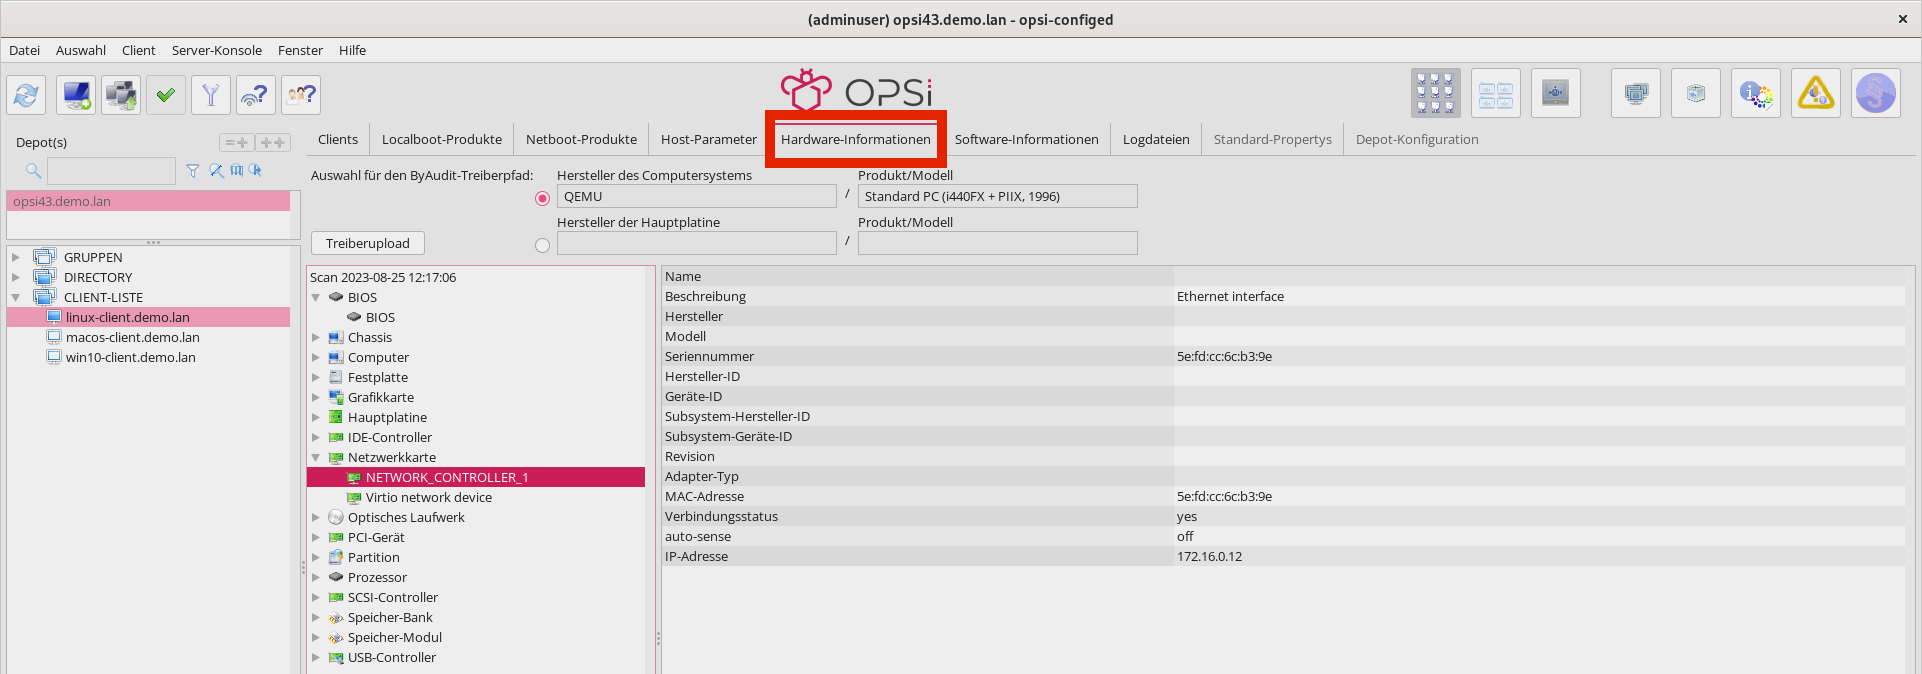 (adminuser) opsi43.demo.lan - opsi-configed
Datei Auswahl Client Server-Konsole Fenster Hilfe
OPSi
Depot(s)
Clients Localboot-Produkte Netboot-Produkte Host-Parameter Hardware-Informationen Software-Informationen Logdateien Standard-Propertys Depot-Konfiguration
opsi43.demo.lan
GRUPPEN
DIRECTORY
CLIENT-LISTE
linux-client.demo.lan
macos-client.demo.lan
win10-client.demo.lan
Auswahl für den ByAudit-Treiberpfad: Hersteller des Computersystems Produkt/Modell
QEMU / Standard PC (i440FX + PIIX, 1996)
Hersteller der Hauptplatine Produkt/Modell
Treiberupload /
Scan 2023-08-25 12:17:06
BIOS
BIOS
Chassis
Computer
Festplatte
Grafikkarte
Hauptplatine
IDE-Controller
Netzwerkkarte
NETWORK_CONTROLLER_1
Virtio network device
Optisches Laufwerk
PCI-Gerät
Partition
Prozessor
SCSI-Controller
Speicher-Bank
Speicher-Modul
USB-Controller
Name
Beschreibung Ethernet interface
Hersteller
Modell
Seriennummer 5e:fd:cc:6c:b3:9e
Hersteller-ID
Geräte-ID
Subsystem-Hersteller-ID
Subsystem-Geräte-ID
Revision
Adapter-Typ
MAC-Adresse 5e:fd:cc:6c:b3:9e
Verbindungsstatus yes
auto-sense off
IP-Adresse 172.16.0.12